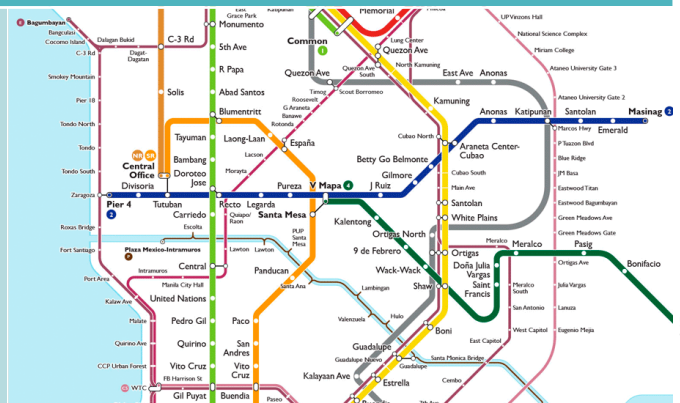 Grace Park
Memorial
Bagumbayan
Bangculasi
Cocomo Island
C-3 Rd
Dalagan Bukid
Dagat-
Dagatan
C-3 Rd
Monumento
5th Ave
R Papa
Abad Santos
Blumentritt
Common
1
Quezon Ave
Lung Center
Quezon Ave
North Kamuning
Quezon Ave
South
Timog
Scout Borromeo
Roosevelt
G Araneta
Banawe
Rotonda
UP Vinzons Hall
National Science Complex
Miriam College
Ateneo University Gate 3
Ateneo University Gate 2
East Ave
Anonas
Kamuning
Smokey Mountain
Pier 18
Solis
Tondo North
Tondo
Tondo South
Zaragoza
Tayuman
Bambang
Laong-Laan
Lacson
España
Morayta
NR
SR
Central
Office
Doroteo
Jose
Divisoria
Pier 4
2
Tutuban
Recto
Legarda
Pureza
V Mapa
4
J Ruiz
Gilmore
Betty Go Belmonte
Cubao North
Araneta Center-
Cubao
Anonas
Katipunan
Santolan
Emerald
Masinag
2
Marcos Hwy
P Tuazon Blvd
Blue Ridge
JM Basa
Eastwood Titan
Eastwood Bagumbayan
Green Meadows Ave
Green Meadows Gate
Cubao South
Main Ave
Santolan
White Plains
Carriedo
Quiapo/
Raon
Santa Mesa
Kalentong
Ortigas North
9 de Febrero
Wack-Wack
Shaw
Ortigas
Meralco
Meralco
Pasig
Bonifacio
Doña Julia
Vargas
Saint
Francis
Meralco
South
San Antonio
West Capitol
East Capitol
Ortigas Ave
Julia Vargas
Lanuza
Eugenio Mejia
Roxas Bridge
Fort Santiago
Port Area
Kalaw Ave
Malate
Quirino Ave
CCP Urban Forest
WTC
Escolta
Plaza Mexico-Intramuros
P
Lawton
Lawton
PUP
Santa
Mesa
Intramuros
Manila City Hall
Central
United Nations
Pedro Gil
Quirino
Vito Cruz
FB Harrison St
Gil Puyat
Pandacan
Santa Ana
Lambingan
Valenzuela
Hulo
Paco
San
Andres
Vito
Cruz
Buendia
Paseo
Boni
Guadalupe
Guadalupe Nuevo
Guadalupe
Santa Monica Bridge
Kalayaan Ave
Estrella
Cembo